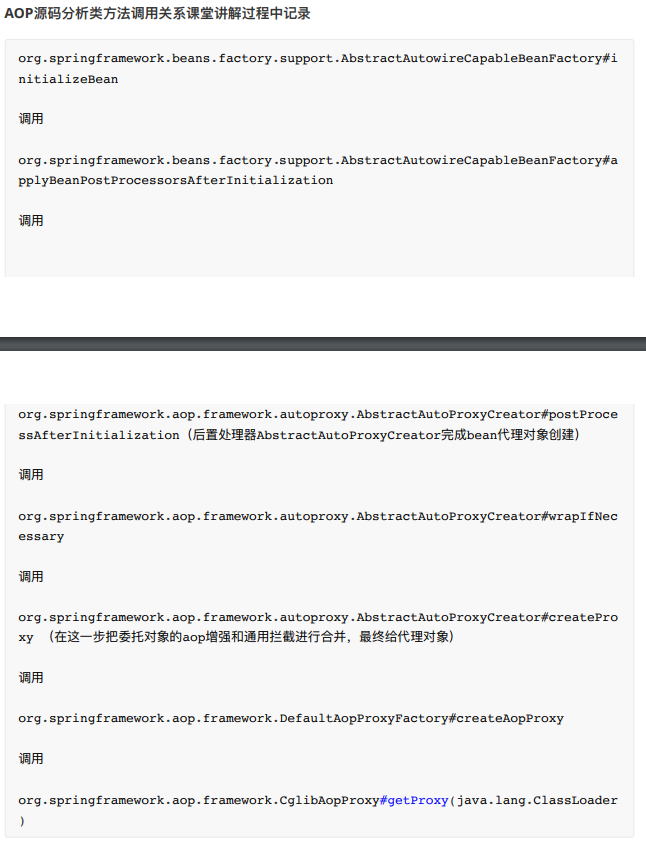 AOP源码分析类方法调用关系课堂讲解过程中记录
org.springframework.beans.factory.support.AbstractAutowireCapableBeanFactory#i
nitializeBean
调用
org.springframework.beans.factory.support.AbstractAutowireCapableBeanFactory#a
pplyBeanPostProcessorsAfterInitialization
调用
org.springframework.aop.framework.autoproxy.AbstractAutoProxyCreator#postProce
ssAfterInitialization（后置处理器AbstractAutoProxyCreator完成bean代理对象创建）
调用
org.springframework.aop.framework.autoproxy.AbstractAutoProxyCreator#wrapIfNec
essary
调用
org.springframework.aop.framework.autoproxy.AbstractAutoProxyCreator#createPro
xy （在这一步把委托对象的aop增强和通用拦截进行合并，最终给代理对象）
调用
org.springframework.aop.framework.DefaultAopProxyFactory#createAopProxy
调用
org.springframework.aop.framework.CglibAopProxy#getProxy(java.lang.ClassLoader
)